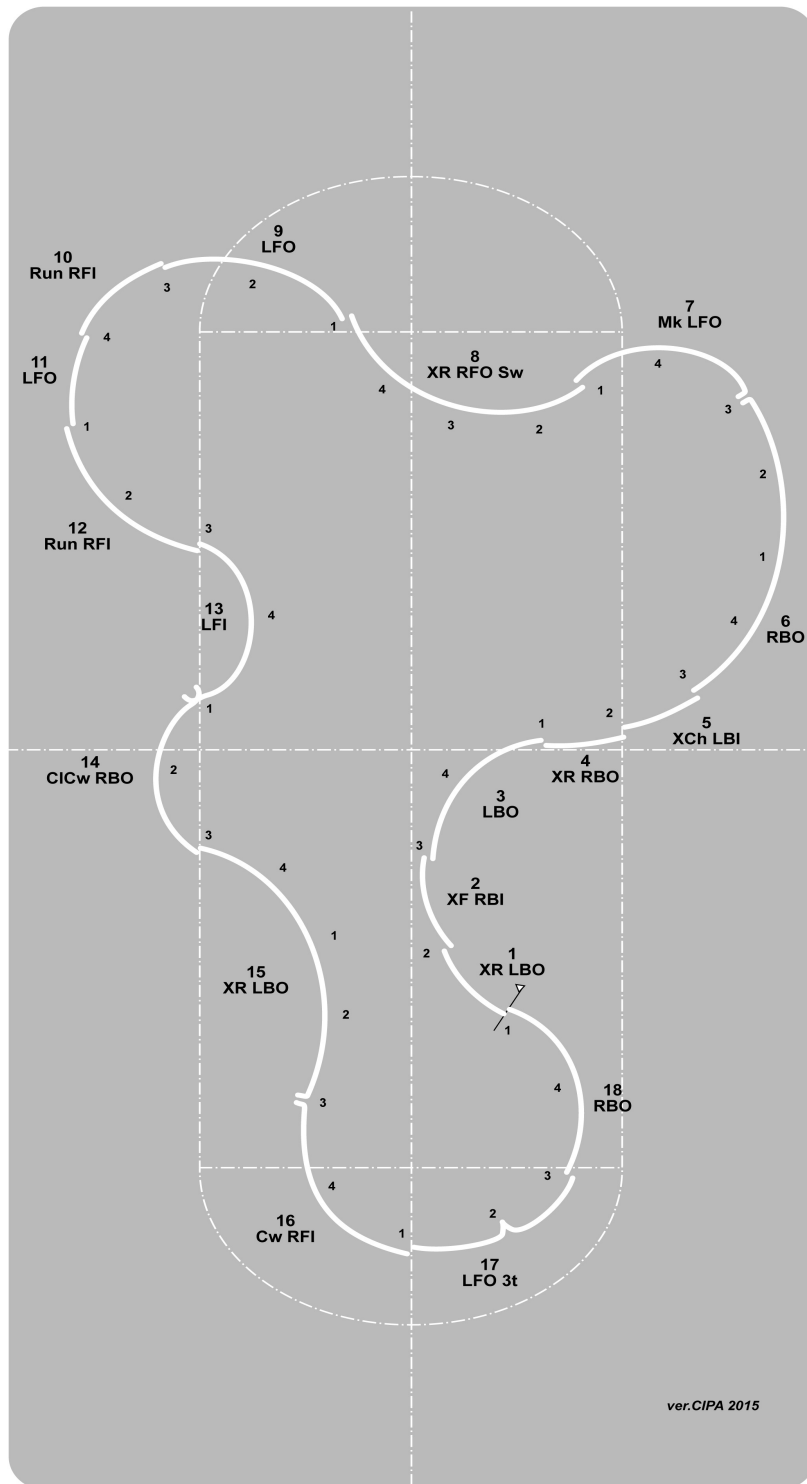 9
LFO
10
Run RFI
3
2
7
Mk LFO
1
4
11
LFO
8
XR RFO Sw
4
4
1
3
1
3
2
2
2
12
Run RFI
3
1
13
LFI
4
4
6
RBO
3
1
2
5
XCh LBI
1
14
ClCw RBO
2
4
4
XR RBO
3
LBO
3
3
4
2
XF RBI
1
2
1
XR LBO
15
XR LBO
2
1
4
18
RBO
3
3
4
2
16
Cw RFI
1
17
LFO 3t
ver.CIPA 2015